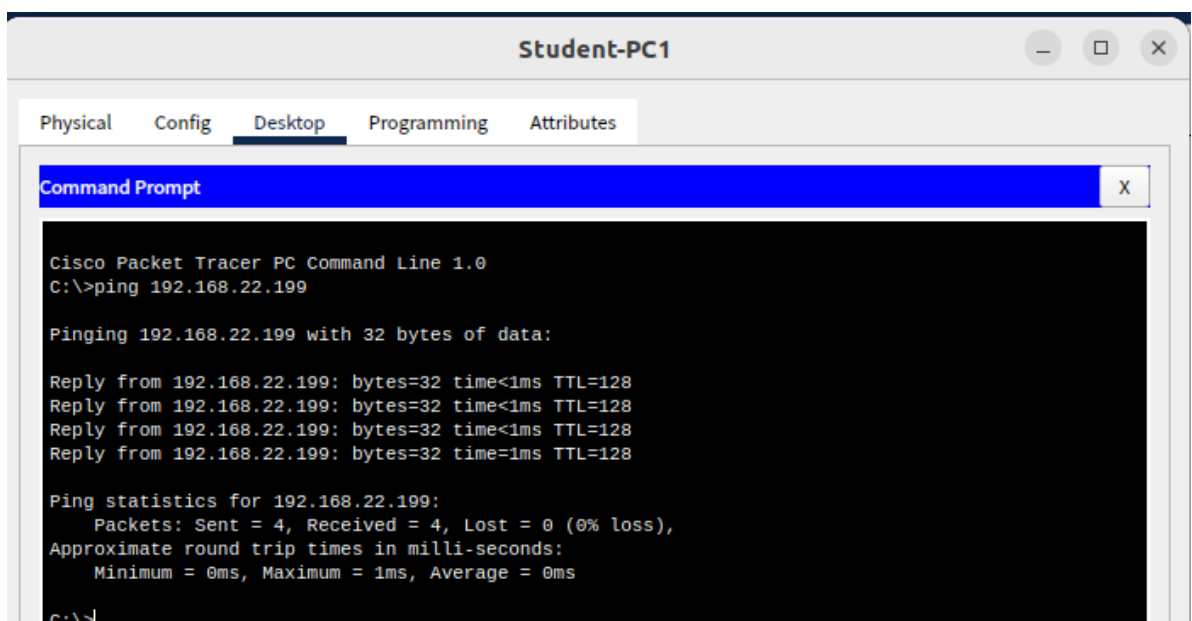 Student-PC1
Physical Config Desktop Programming Attributes
Command Prompt X
Cisco Packet Tracer PC Command Line 1.0
C:\>ping 192.168.22.199
Pinging 192.168.22.199 with 32 bytes of data:
Reply from 192.168.22.199: bytes=32 time<1ms TTL=128
Reply from 192.168.22.199: bytes=32 time<1ms TTL=128
Reply from 192.168.22.199: bytes=32 time<1ms TTL=128
Reply from 192.168.22.199: bytes=32 time=1ms TTL=128
Ping statistics for 192.168.22.199:
Packets: Sent = 4, Received = 4, Lost = 0 (0% loss),
Approximate round trip times in milli-seconds:
Minimum = 0ms, Maximum = 1ms, Average = 0ms
C:\>